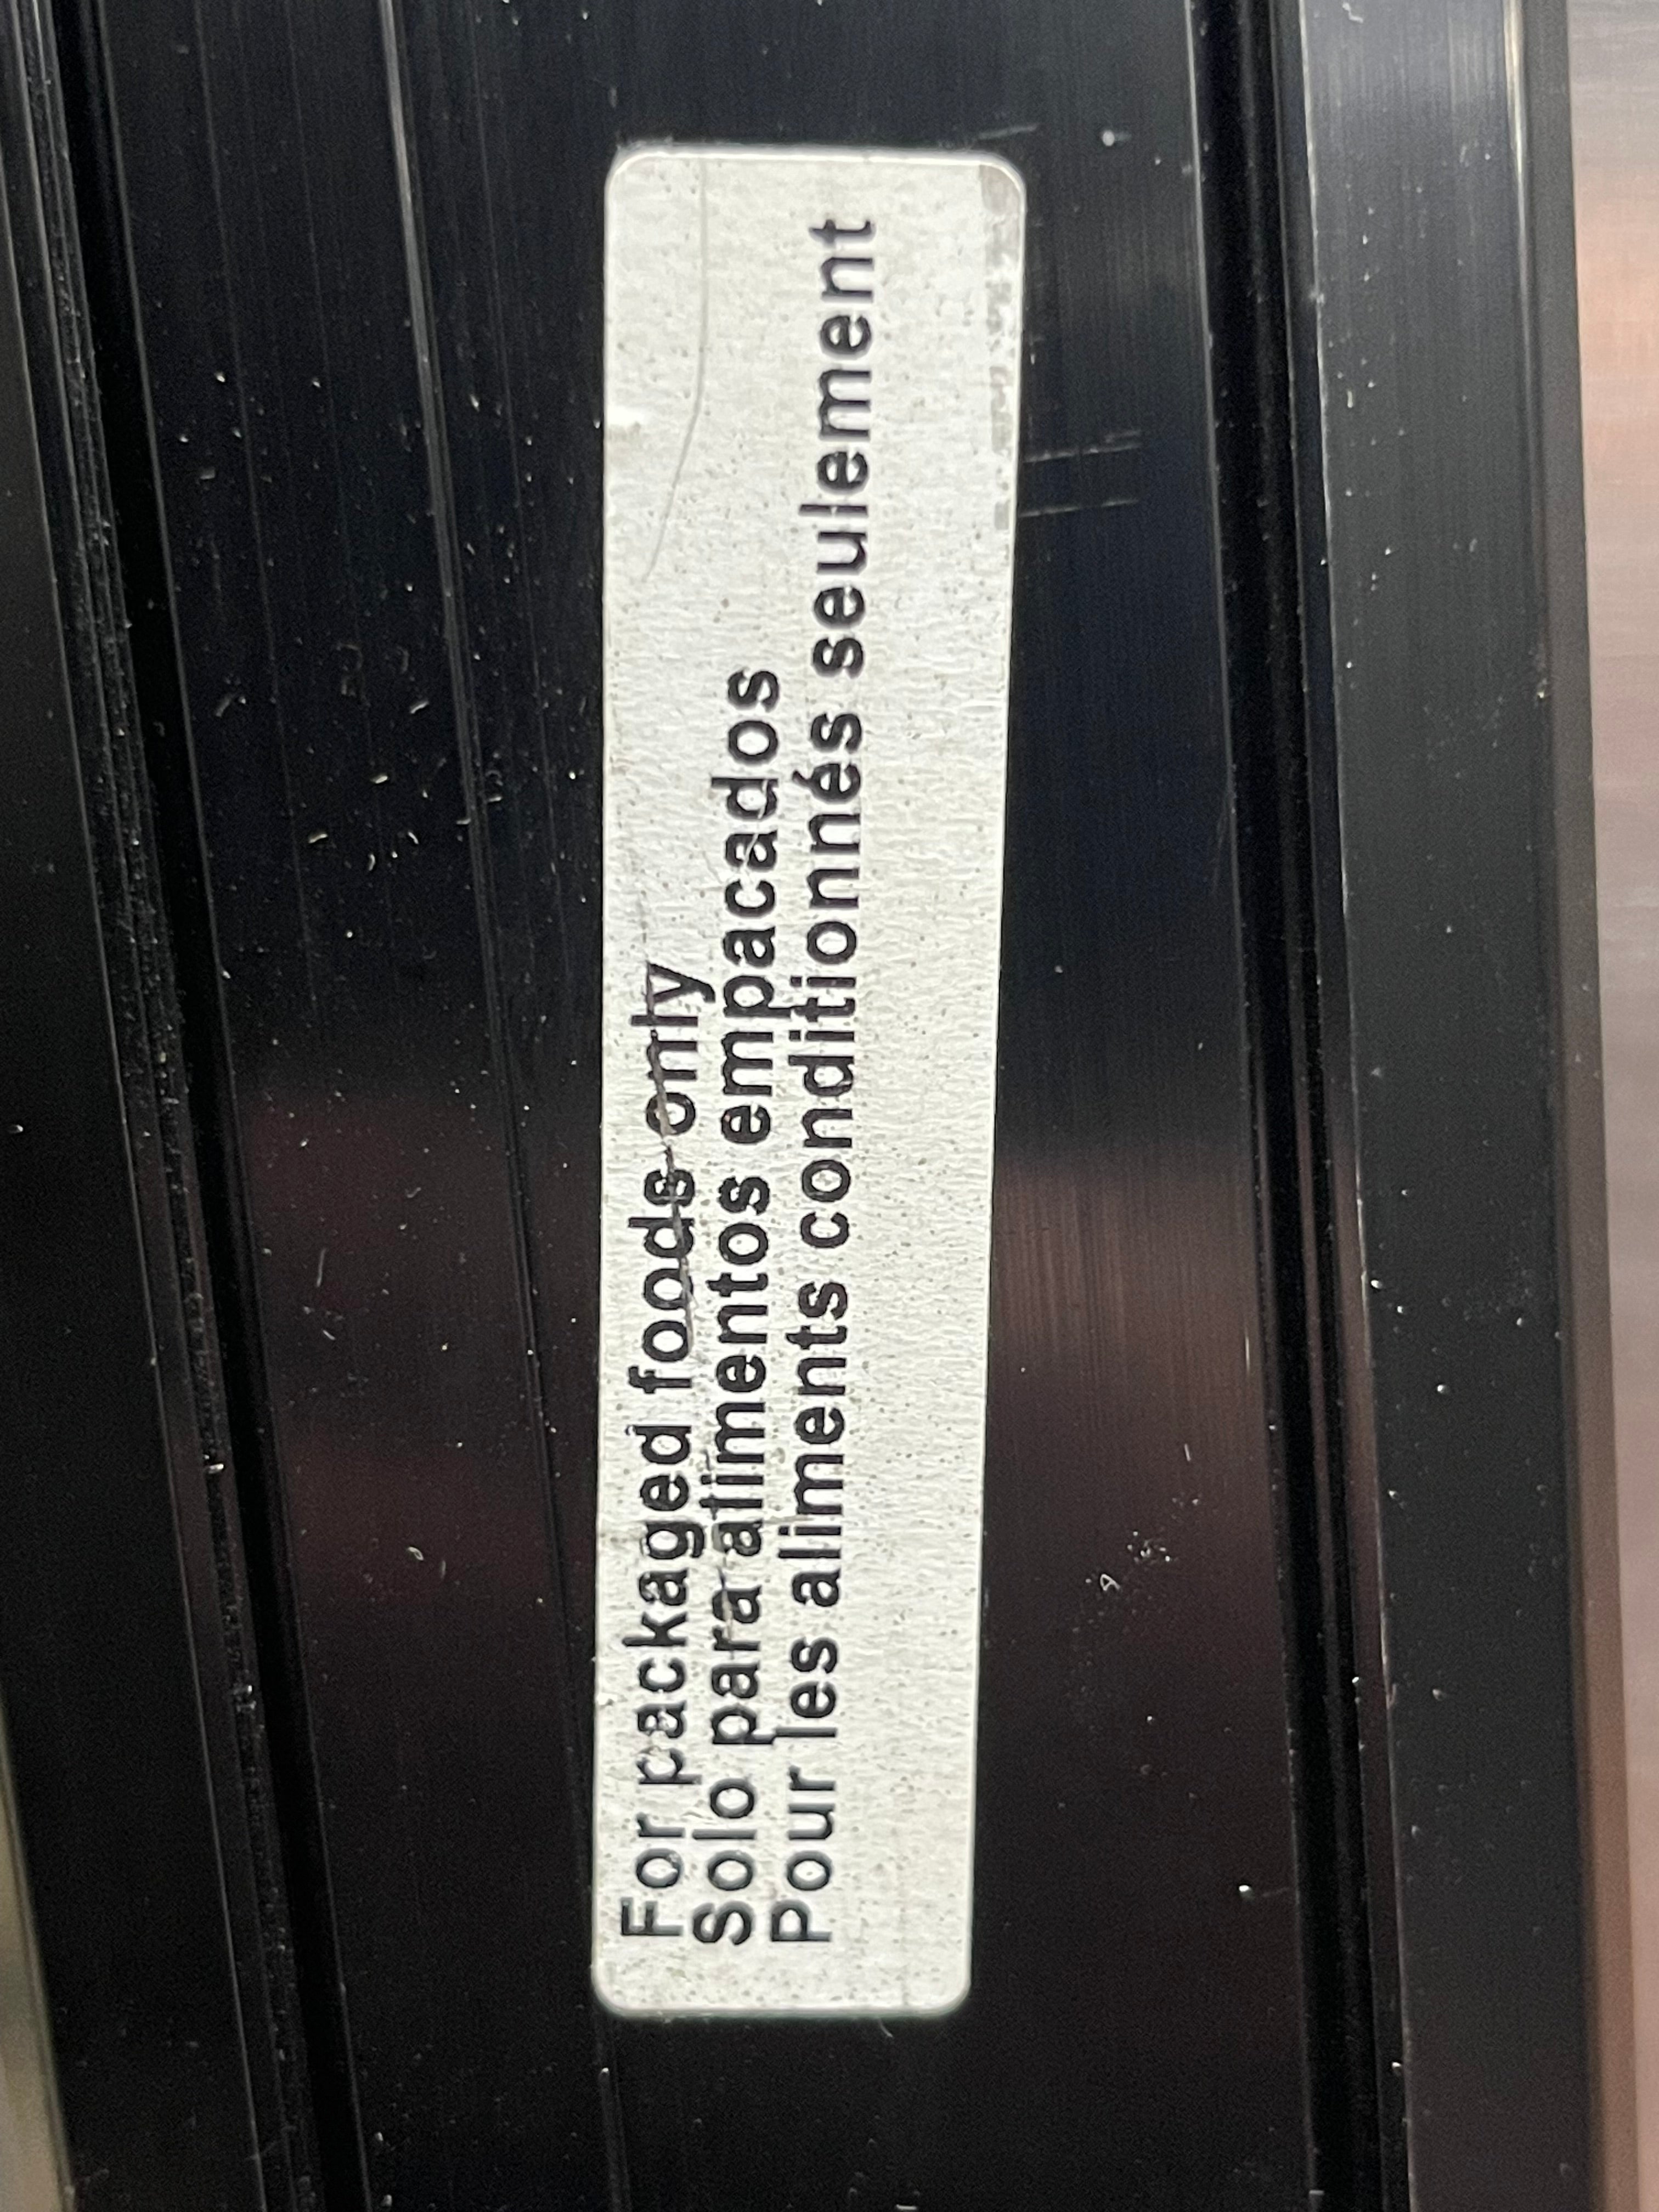 For packaged foods only
Solo para alimentos empacados
Pour les aliments conditionnés seulement